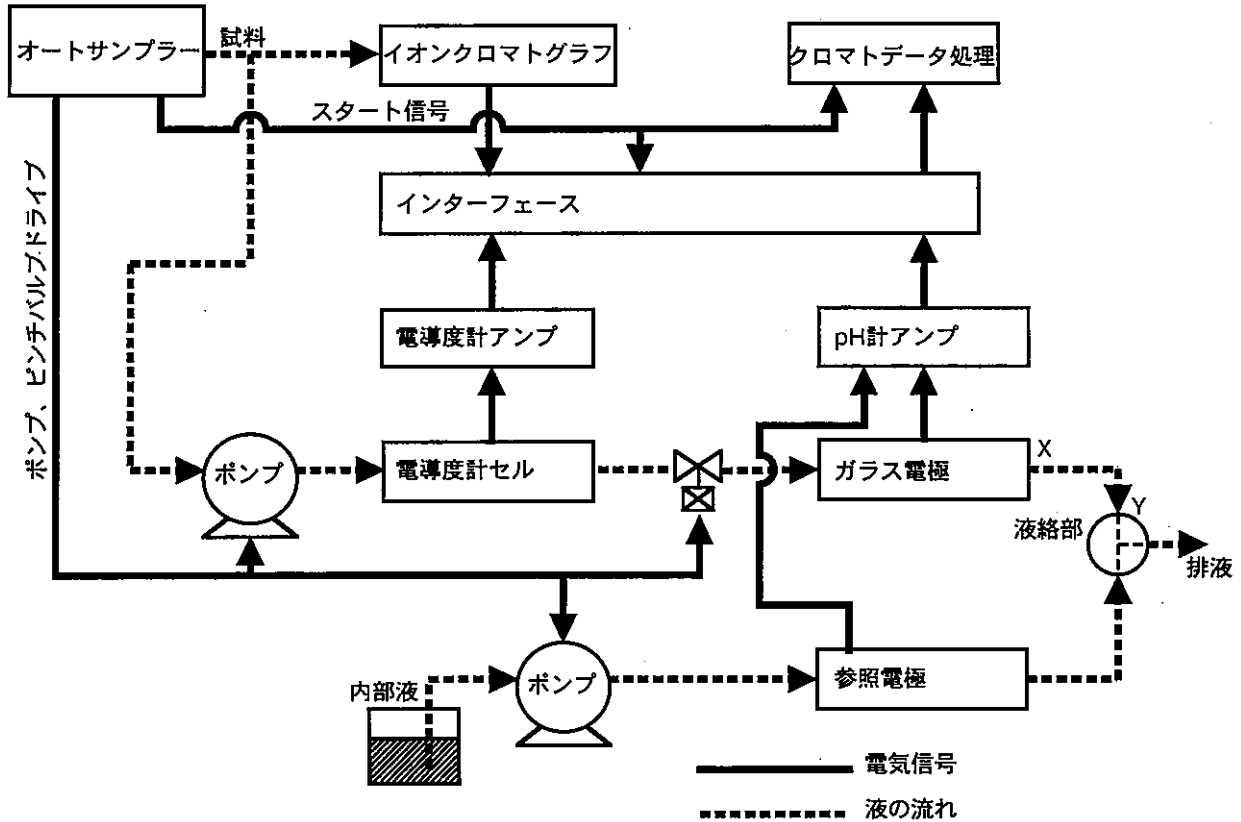 オートサンプラー
試料
イオンクロマトグラフ
クロマトデータ処理
スタート信号
インターフェース
ポンプ、ピンチバルブドライブ
電導度計アンプ
pH計アンプ
ポンプ
電導度計セル
ガラス電極
X
Y
液絡部
排液
内部液
ポンプ
参照電極
電気信号
液の流れ